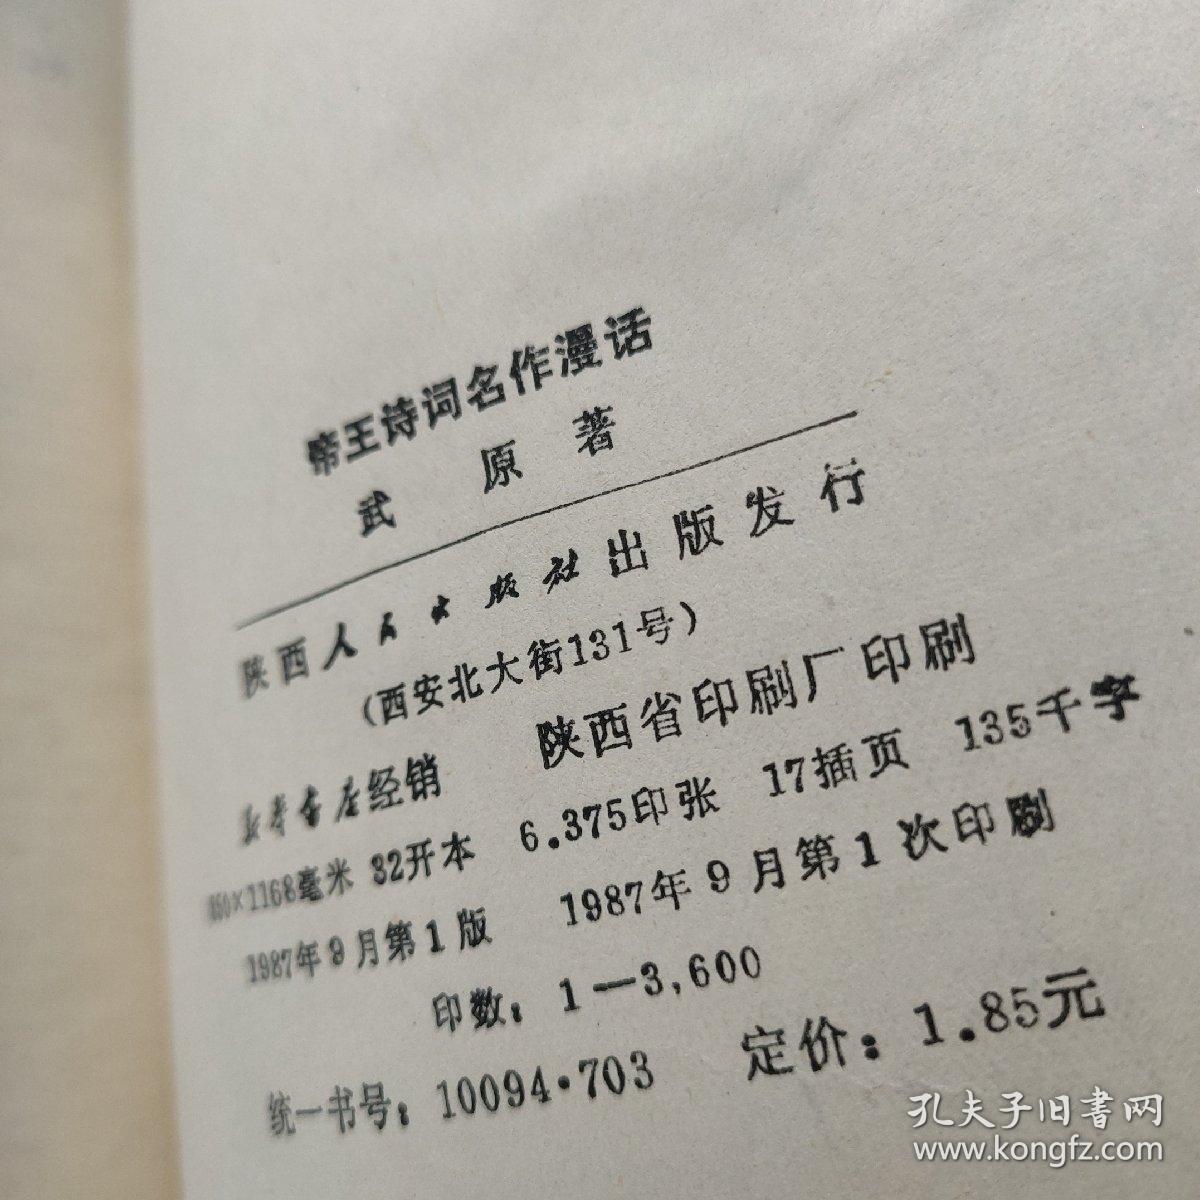 帝王诗词名作漫话
武 原 著
陕西人民出版社出版发行
(西安北大街131号)
新华书店经销 陕西省印刷厂印刷
850×1168毫米 32开本 6.375印张 17插页 135千字
1987年9月第1版 1987年9月第1次印刷
印数：1—3,600
统一书号：10094·703 定价：1.85元
孔夫子旧书网
www.kongfz.com